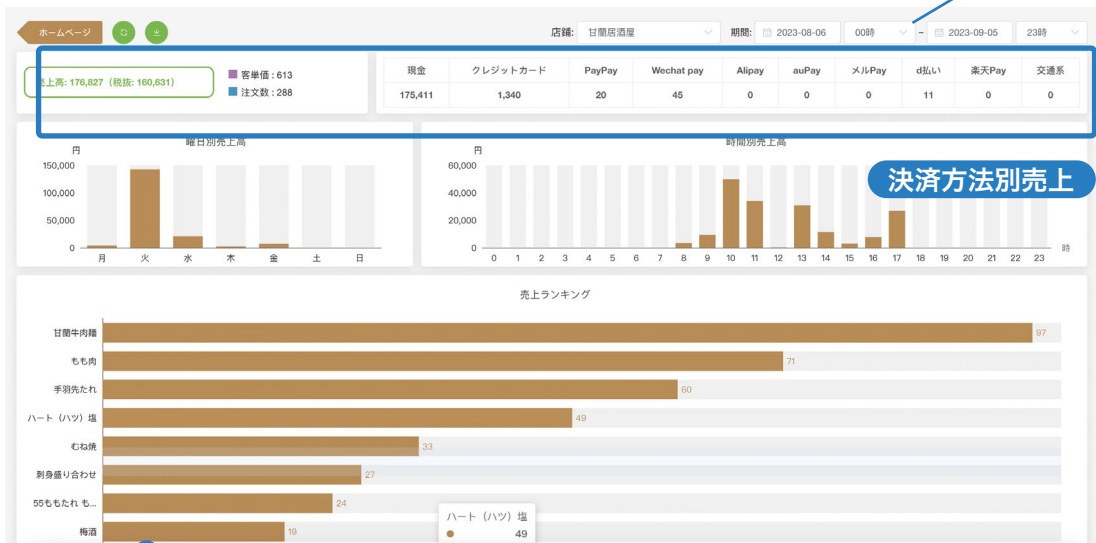 ホームページ
店鋪: 甘蘭居酒屋 期間: 2023-08-06 00時 ~ 2023-09-05 23時
売上高: 176,827 (税抜: 160,631)
客単価 : 613
注文数 : 288
現金 クレジットカード PayPay Wechat pay Alipay auPay メルPay d払い 楽天Pay 交通系
175,411 1,340 20 45 0 0 0 11 0 0
曜日別売上高
円
150,000
100,000
50,000
0
月 火 水 木 金 土 日
時間別売上高
円
60,000
40,000
20,000
0
0 1 2 3 4 5 6 7 8 9 10 11 12 13 14 15 16 17 18 19 20 21 22 23
時
決済方法別売上
売上ランキング
甘蘭牛肉麺 97
もも肉 71
手羽先たれ 60
ハート（ハツ）塩 49
むね焼 33
刺身盛り合わせ 27
55ももたれ も... 24
梅酒 19
ハート（ハツ）塩
49